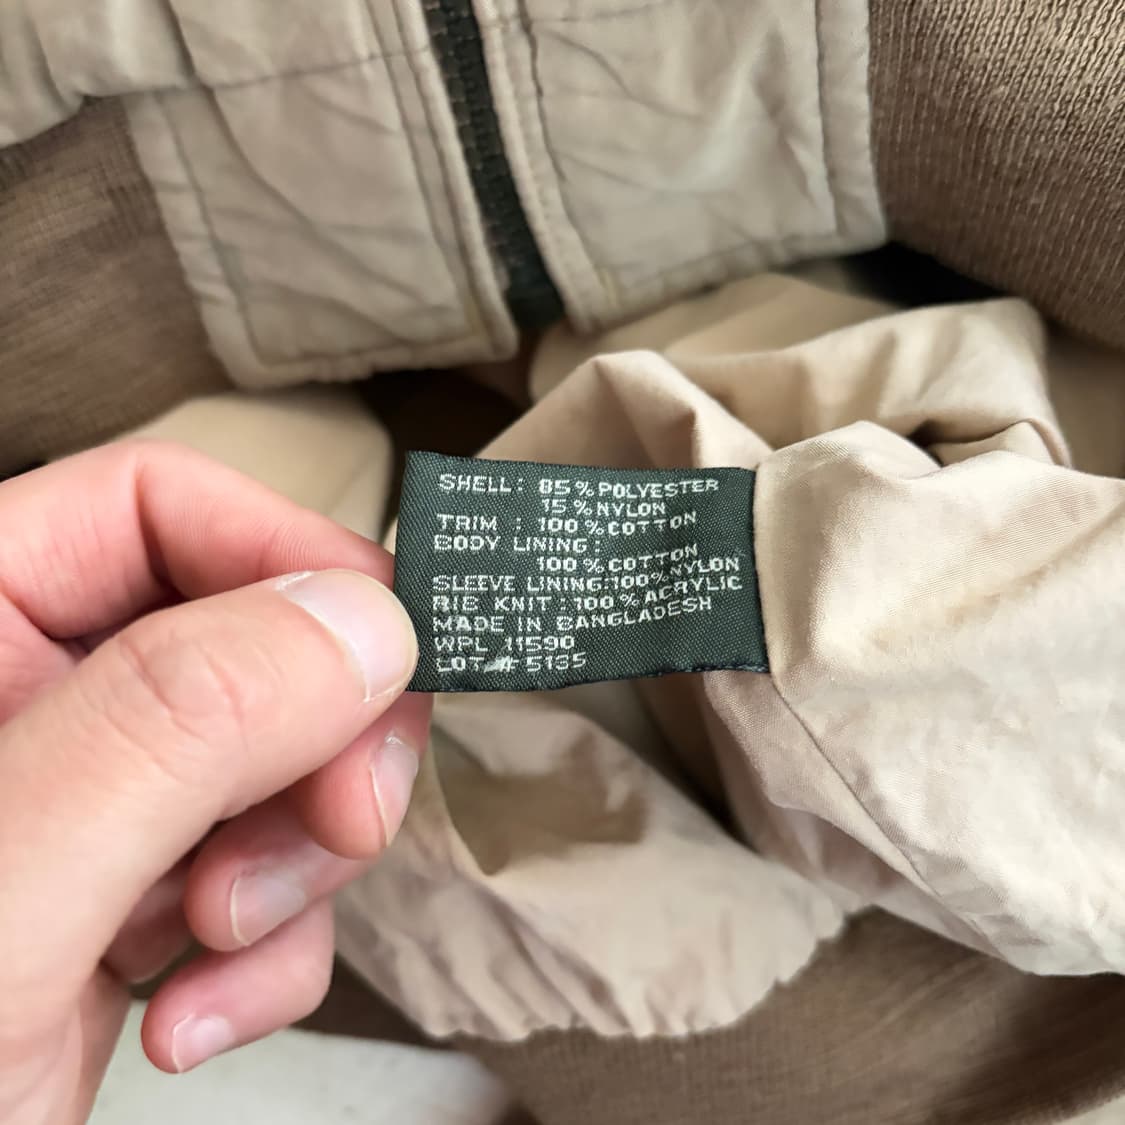 SHELL: 85% POLYESTER
15% NYLON
TRIM : 100% COTTON
BODY LINING:
100% COTTON
SLEEVE LINING:100%NYLON
RIB KNIT : 100% ACRYLIC
MADE IN BANGLADESH
WPL 11590
LOT # 5135